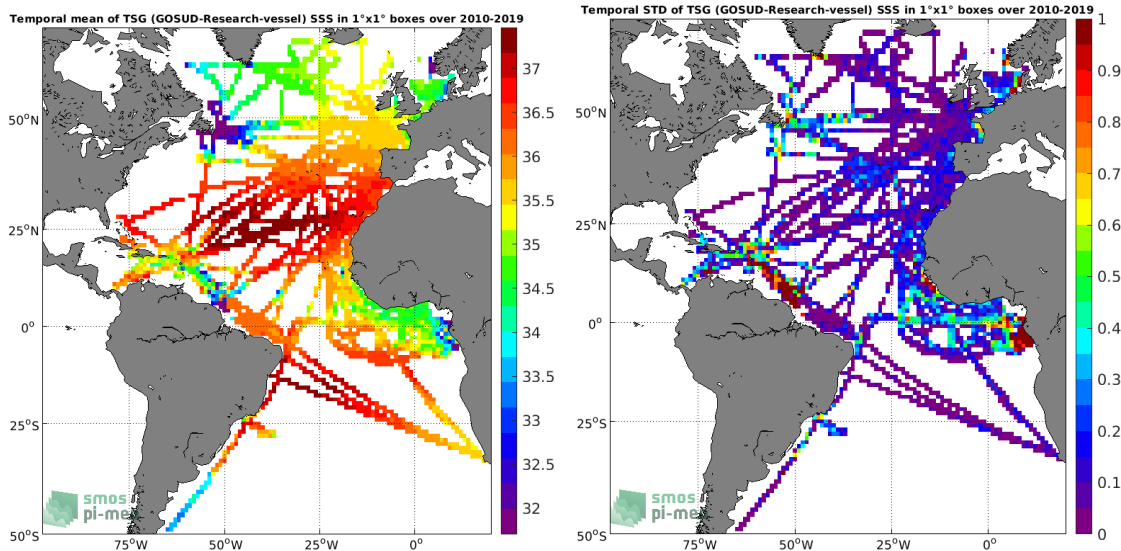 Temporal mean of TSG (GOSUD-Research-vessel) SSS in 1°x1° boxes over 2010-2019
50°N
25°N
0°
25°S
50°S
75°W
50°W
25°W
0°
37
36.5
36
35.5
35
34.5
34
33.5
33
32.5
32
smos
pi-me
Temporal STD of TSG (GOSUD-Research-vessel) SSS in 1°x1° boxes over 2010-2019
50°N
25°N
0°
25°S
50°S
75°W
50°W
25°W
0°
1
0.9
0.8
0.7
0.6
0.5
0.4
0.3
0.2
0.1
0
smos
pi-me